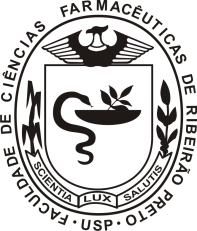 FACULDADE DE CIÊNCIAS FARMACÊUTICAS DE RIBEIRÃO PRETO
• USP •
SCIENTIA LUX SALUTIS